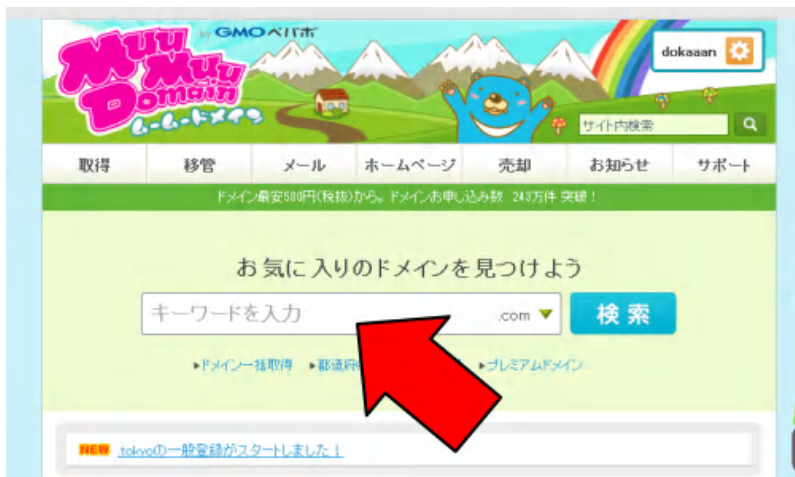 by GMOペパボ
Muu Muu Domain
ムームードメイン
dokaaan
サイト内検索
取得 移管 メール ホームページ 売却 お知らせ サポート
ドメイン最安580円(税抜)から。ドメインお申し込み数 243万件 突破!
お気に入りのドメインを見つけよう
キーワードを入力 .com ▼ 検索
▸ドメイン一括取得 ▸都道府 ▸プレミアムドメイン
NEW .tokyoの一般登録がスタートしました!